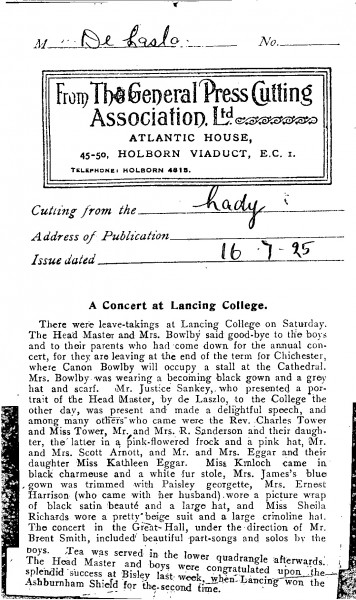 M De Laslo No.
From The General Press Cutting
Association, Ltd.
ATLANTIC HOUSE,
45-50, HOLBORN VIADUCT, E.C. 1.
TELEPHONE: HOLBORN 4815.
Cutting from the Lady
Address of Publication
Issue dated 16-7-25
A Concert at Lancing College.
There were leave-takings at Lancing College on Saturday.
The Head Master and Mrs. Bowlby said good-bye to the boys
and to their parents who had come down for the annual con-
cert, for they are leaving at the end of the term for Chichester,
where Canon Bowlby will occupy a stall at the Cathedral.
Mrs. Bowlby was wearing a becoming black gown and a grey
hat and scarf. Mr. Justice Sankey, who presented a por-
trait of the Head Master, by de Laszlo, to the College the
other day, was present and made a delightful speech, and
among many others who came were the Rev. Charles Tower
and Miss Tower, Mr. and Mrs. R. Sanderson and their daugh-
ter, the latter in a pink-flowered frock and a pink hat, Mr.
and Mrs. Scott Arnott, and Mr. and Mrs. Eggar and their
daughter Miss Kathleen Eggar. Miss Kinloch came in
black charmeuse and a white fur stole, Mrs. James's blue
gown was trimmed with Paisley georgette, Mrs. Ernest
Harrison (who came with her husband) wore a picture wrap
of black satin beauté and a large hat, and Miss Sheila
Richards wore a pretty beige suit and a large crinoline hat.
The concert in the Great Hall, under the direction of Mr.
Brent Smith, included beautiful part-songs and solos by the
boys. Tea was served in the lower quadrangle afterwards.
The Head Master and boys were congratulated upon the
splendid success at Bisley last week, when Lancing won the
Ashburnham Shield for the second time.